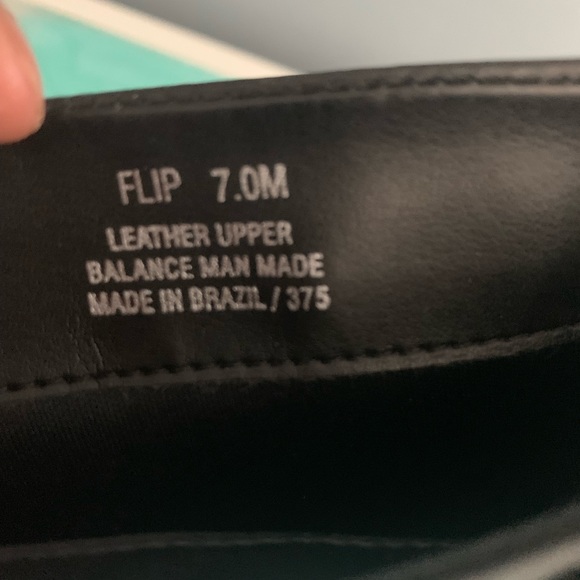 FLIP 7.0M
LEATHER UPPER
BALANCE MAN MADE
MADE IN BRAZIL / 375